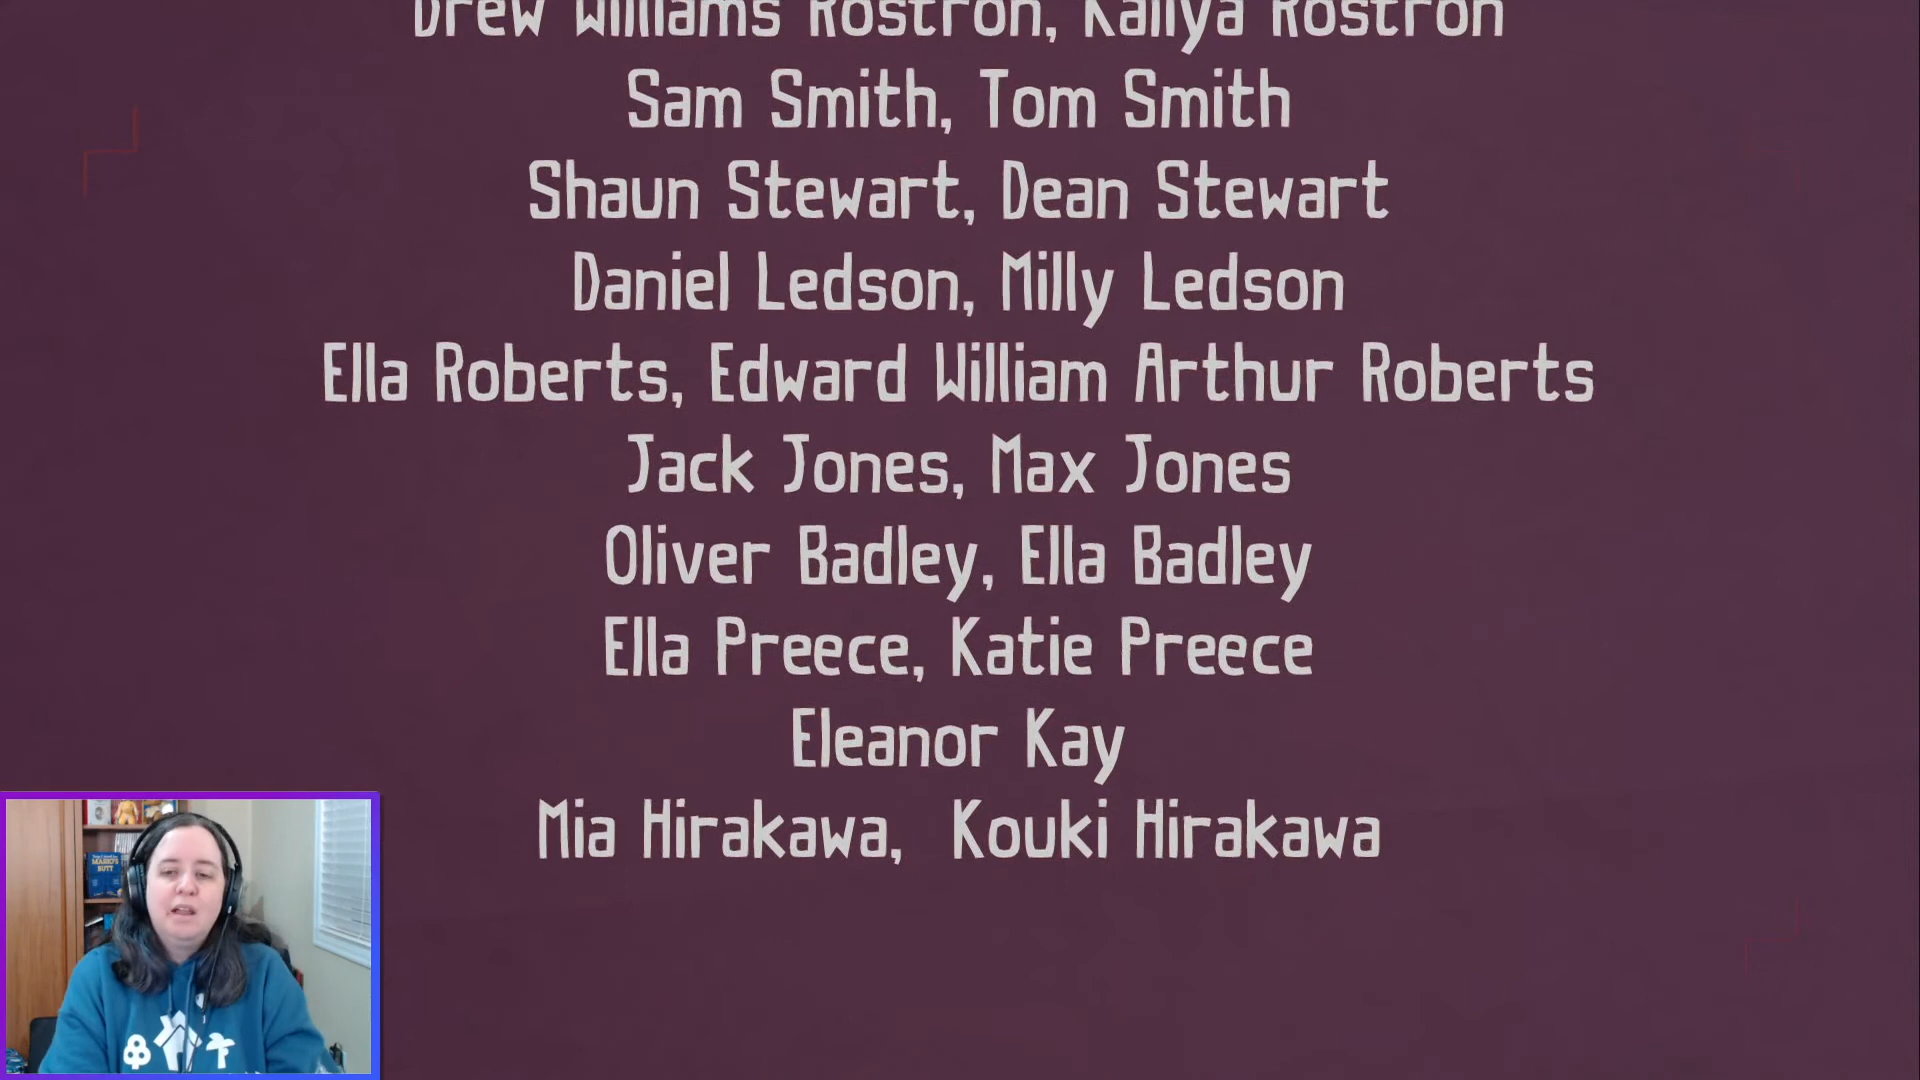 Drew Williams Rostron, Kaliya Rostron
Sam Smith, Tom Smith
Shaun Stewart, Dean Stewart
Daniel Ledson, Milly Ledson
Ella Roberts, Edward William Arthur Roberts
Jack Jones, Max Jones
Oliver Badley, Ella Badley
Ella Preece, Katie Preece
Eleanor Kay
Mia Hirakawa, Kouki Hirakawa
MARIO'S
BUTT